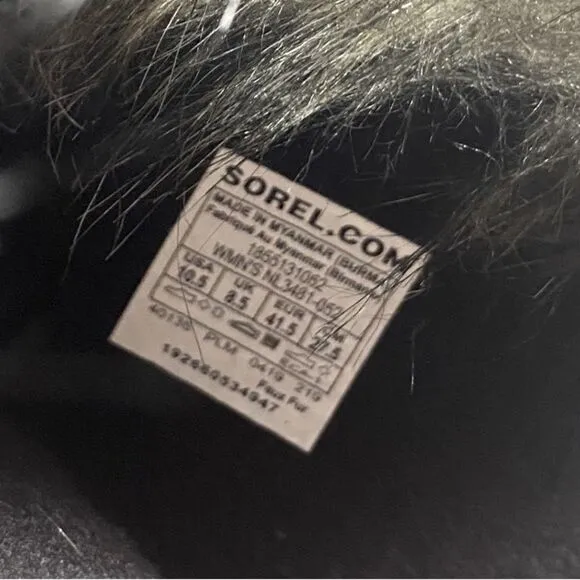 SOREL.COM
MADE IN MYANMAR (BURMA)
Fabriqué Au Myanmar (Birmanie)
1855131052
WMN'S NL3481-052
USA UK EUR CM
10.5 8.5 41.5 27.5
40130 PLM 0419 219
Faux Fur
192660534947